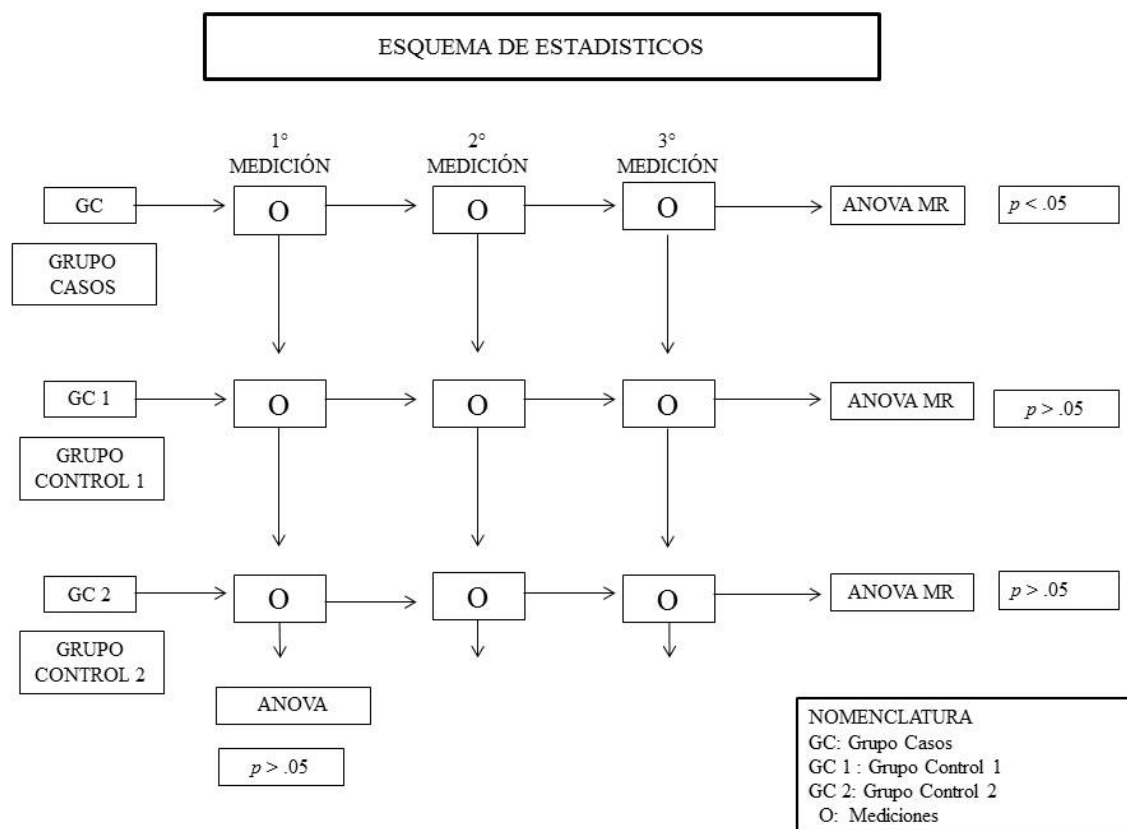 ESQUEMA DE ESTADISTICOS
1°
MEDICIÓN
2°
MEDICIÓN
3°
MEDICIÓN
GC
O
O
O
ANOVA MR
p < .05
GRUPO
CASOS
GC 1
O
O
O
ANOVA MR
p > .05
GRUPO
CONTROL 1
GC 2
O
O
O
ANOVA MR
p > .05
GRUPO
CONTROL 2
ANOVA
p > .05
NOMENCLATURA
GC: Grupo Casos
GC 1 : Grupo Control 1
GC 2: Grupo Control 2
O: Mediciones